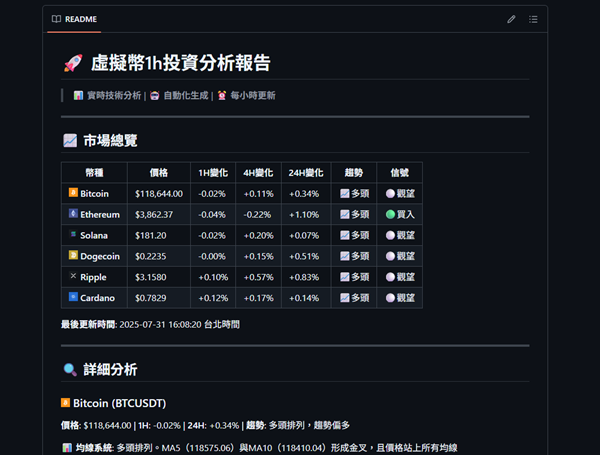 README
虛擬幣1h投資分析報告
實時技術分析 | 自動化生成 | 每小時更新
市場總覽
幣種 價格 1H變化 4H變化 24H變化 趨勢 信號
Bitcoin $118,644.00 -0.02% +0.11% +0.34% 多頭 觀望
Ethereum $3,862.37 -0.04% -0.22% +1.10% 多頭 買入
Solana $181.20 -0.02% +0.20% +0.07% 多頭 觀望
Dogecoin $0.2235 -0.00% +0.15% +0.51% 多頭 觀望
Ripple $3.1580 +0.10% +0.57% +0.83% 多頭 觀望
Cardano $0.7829 +0.12% +0.17% +0.14% 多頭 觀望
最後更新時間: 2025-07-31 16:08:20 台北時間
詳細分析
Bitcoin (BTCUSDT)
價格: $118,644.00 | 1H: -0.02% | 24H: +0.34% | 趨勢: 多頭排列，趨勢偏多
均線系統: 多頭排列。MA5（118575.06）與MA10（118410.04）形成金叉，且價格站上所有均線